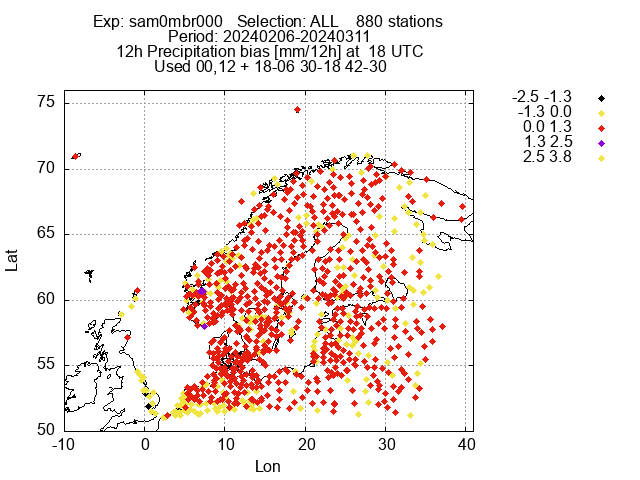 Exp: sam0mbr000   Selection: ALL    880 stations
Period: 20240206-20240311
12h Precipitation bias [mm/12h] at  18 UTC
Used 00,12 + 18-06 30-18 42-30
-2.5 -1.3
-1.3 0.0
0.0 1.3
1.3 2.5
2.5 3.8
75
70
65
60
55
50
Lat
-10 0 10 20 30 40
Lon